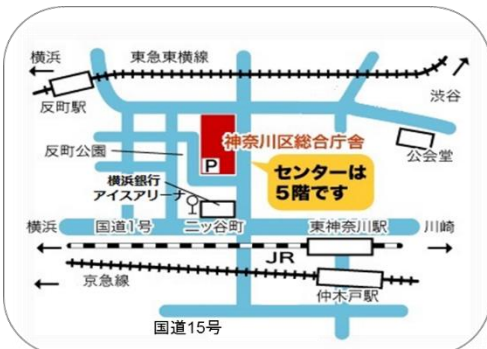 横浜
東急東横線
反町駅
渋谷
神奈川区総合庁舎
反町公園
P
公会堂
センターは
5階です
横浜銀行
アイスアリーナ
横浜
国道1号
二ッ谷町
東神奈川駅
川崎
JR
京急線
仲木戸駅
国道15号